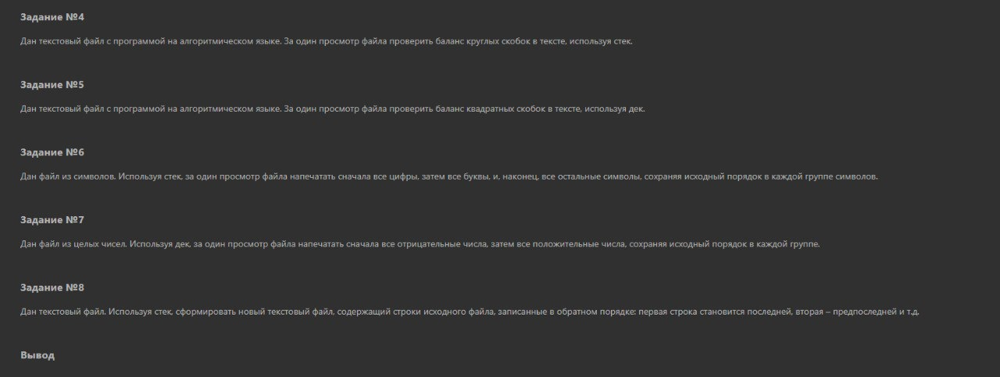 Задание №4
Дан текстовый файл с программой на алгоритмическом языке. За один просмотр файла проверить баланс круглых скобок в тексте, используя стек.
Задание №5
Дан текстовый файл с программой на алгоритмическом языке. За один просмотр файла проверить баланс квадратных скобок в тексте, используя дек.
Задание №6
Дан файл из символов. Используя стек, за один просмотр файла напечатать сначала все цифры, затем все буквы, и, наконец, все остальные символы, сохраняя исходный порядок в каждой группе символов.
Задание №7
Дан файл из целых чисел. Используя дек, за один просмотр файла напечатать сначала все отрицательные числа, затем все положительные числа, сохраняя исходный порядок в каждой группе.
Задание №8
Дан текстовый файл. Используя стек, сформировать новый текстовый файл, содержащий строки исходного файла, записанные в обратном порядке: первая строка становится последней, вторая – предпоследней и т.д.
Вывод